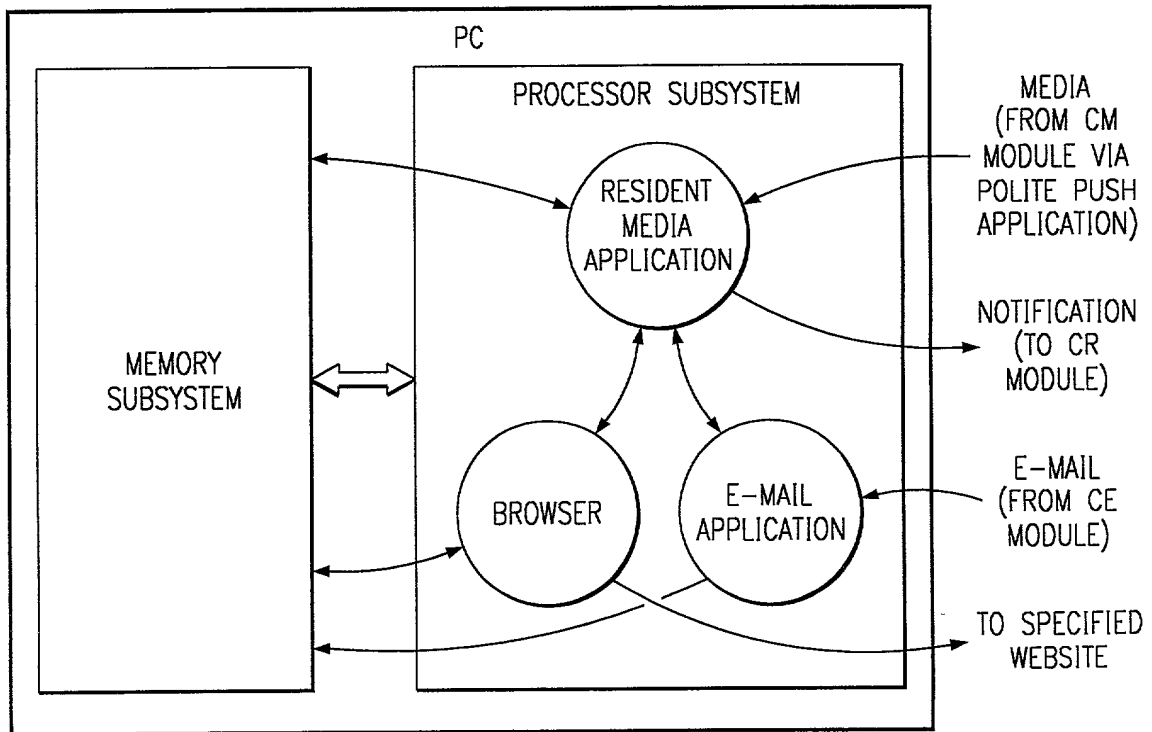 PC
PROCESSOR SUBSYSTEM
MEMORY
SUBSYSTEM
RESIDENT
MEDIA
APPLICATION
BROWSER
E-MAIL
APPLICATION
MEDIA
(FROM CM
MODULE VIA
POLITE PUSH
APPLICATION)
NOTIFICATION
(TO CR
MODULE)
E-MAIL
(FROM CE
MODULE)
TO SPECIFIED
WEBSITE